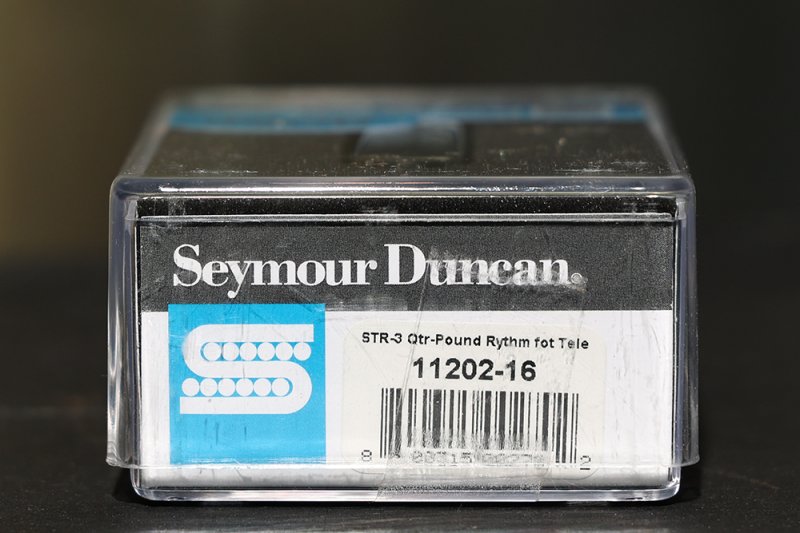 Seymour Duncan®
STR-3 Qtr-Pound Rythm fot Tele
11202-16